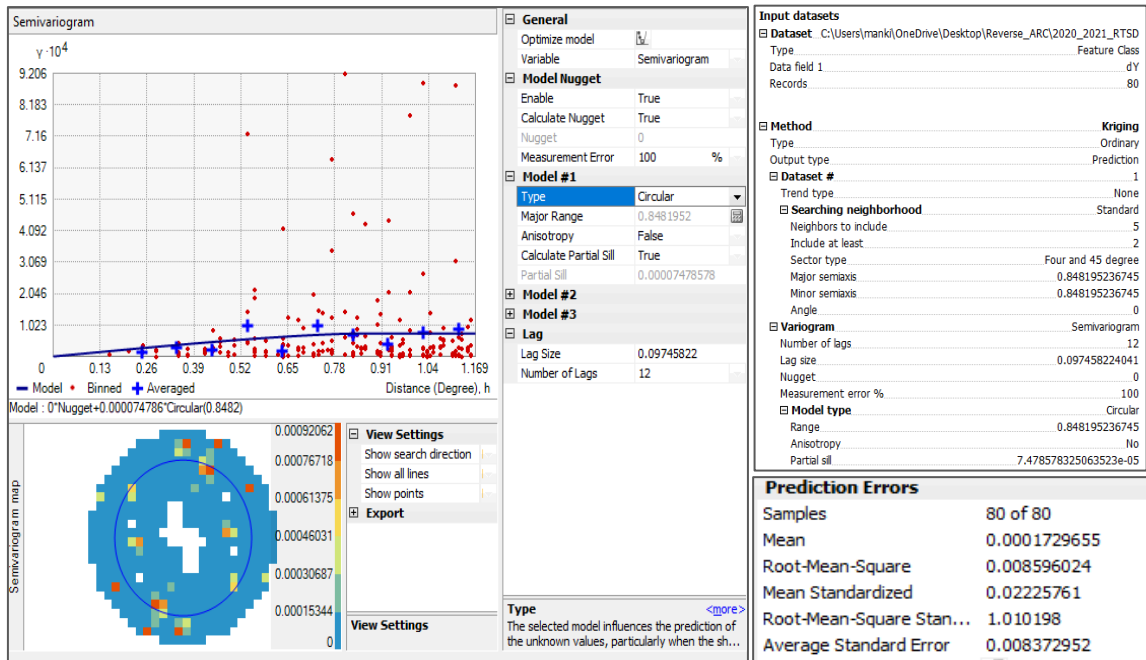 Semivariogram
γ ·10⁴
9.206
8.183
7.16
6.137
5.115
4.092
3.069
2.046
1.023
0 0.13 0.26 0.39 0.52 0.65 0.78 0.91 1.04 1.169
Model Binned Averaged Distance (Degree), h
Model : 0*Nugget+0.000074786*Circular(0.8482)
Semivariogram map
0.00092062
0.00076718
0.00061375
0.00046031
0.00030687
0.00015344
0
View Settings
Show search direction
Show all lines
Show points
Export
View Settings
General
Optimize model
Variable Semivariogram
Model Nugget
Enable True
Calculate Nugget True
Nugget 0
Measurement Error 100 %
Model #1
Type Circular
Major Range 0.8481952
Anisotropy False
Calculate Partial Sill True
Partial Sill 0.00007478578
Model #2
Model #3
Lag
Lag Size 0.09745822
Number of Lags 12
Type <more>
The selected model influences the prediction of
the unknown values, particularly when the sh...
Input datasets
Dataset C:\Users\manki\OneDrive\Desktop\Reverse_ARC\2020_2021_RTSD
Type Feature Class
Data field 1 dY
Records 80
Method Kriging
Type Ordinary
Output type Prediction
Dataset # 1
Trend type None
Searching neighborhood Standard
Neighbors to include 5
Include at least 2
Sector type Four and 45 degree
Major semiaxis 0.848195236745
Minor semiaxis 0.848195236745
Angle 0
Variogram Semivariogram
Number of lags 12
Lag size 0.097458224041
Nugget 0
Measurement error % 100
Model type Circular
Range 0.848195236745
Anisotropy No
Partial sill 7.478578325063523e-05
Prediction Errors
Samples 80 of 80
Mean 0.0001729655
Root-Mean-Square 0.008596024
Mean Standardized 0.02225761
Root-Mean-Square Stan... 1.010198
Average Standard Error 0.008372952